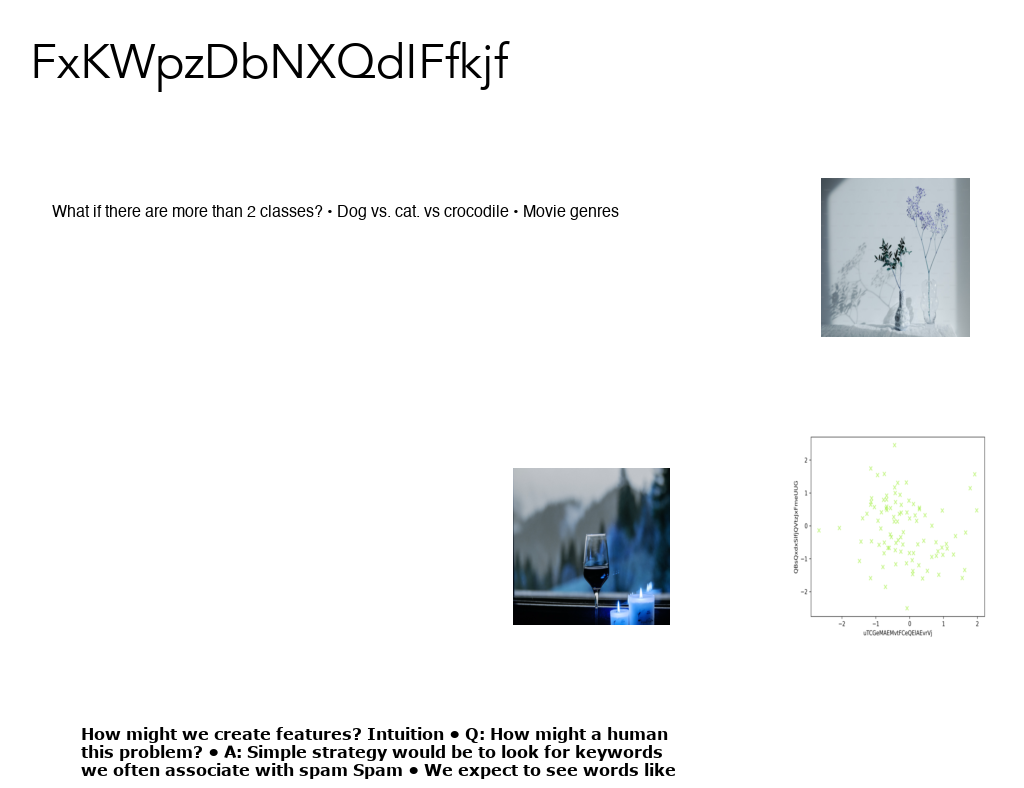 FxKWpzDbNXQdIFfkjf
What if there are more than 2 classes? • Dog vs. cat. vs crocodile • Movie genres
2
1
0
−1
−2
−2
−1
0
1
2
How might we create features? Intuition ● Q: How might a human
this problem? ● A: Simple strategy would be to look for keywords
we often associate with spam Spam ● We expect to see words like